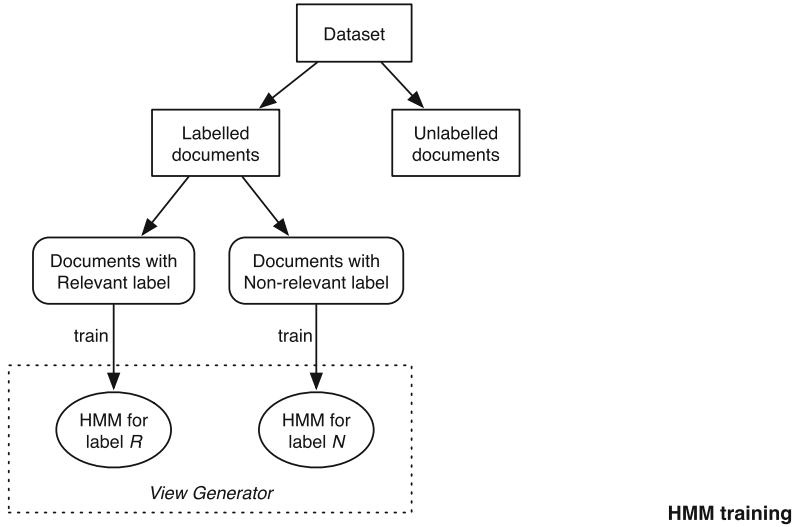 Dataset
Labelled
documents
Unlabelled
documents
Documents with
Relevant label
Documents with
Non-relevant label
train
train
HMM for
label R
HMM for
label N
View Generator
HMM training